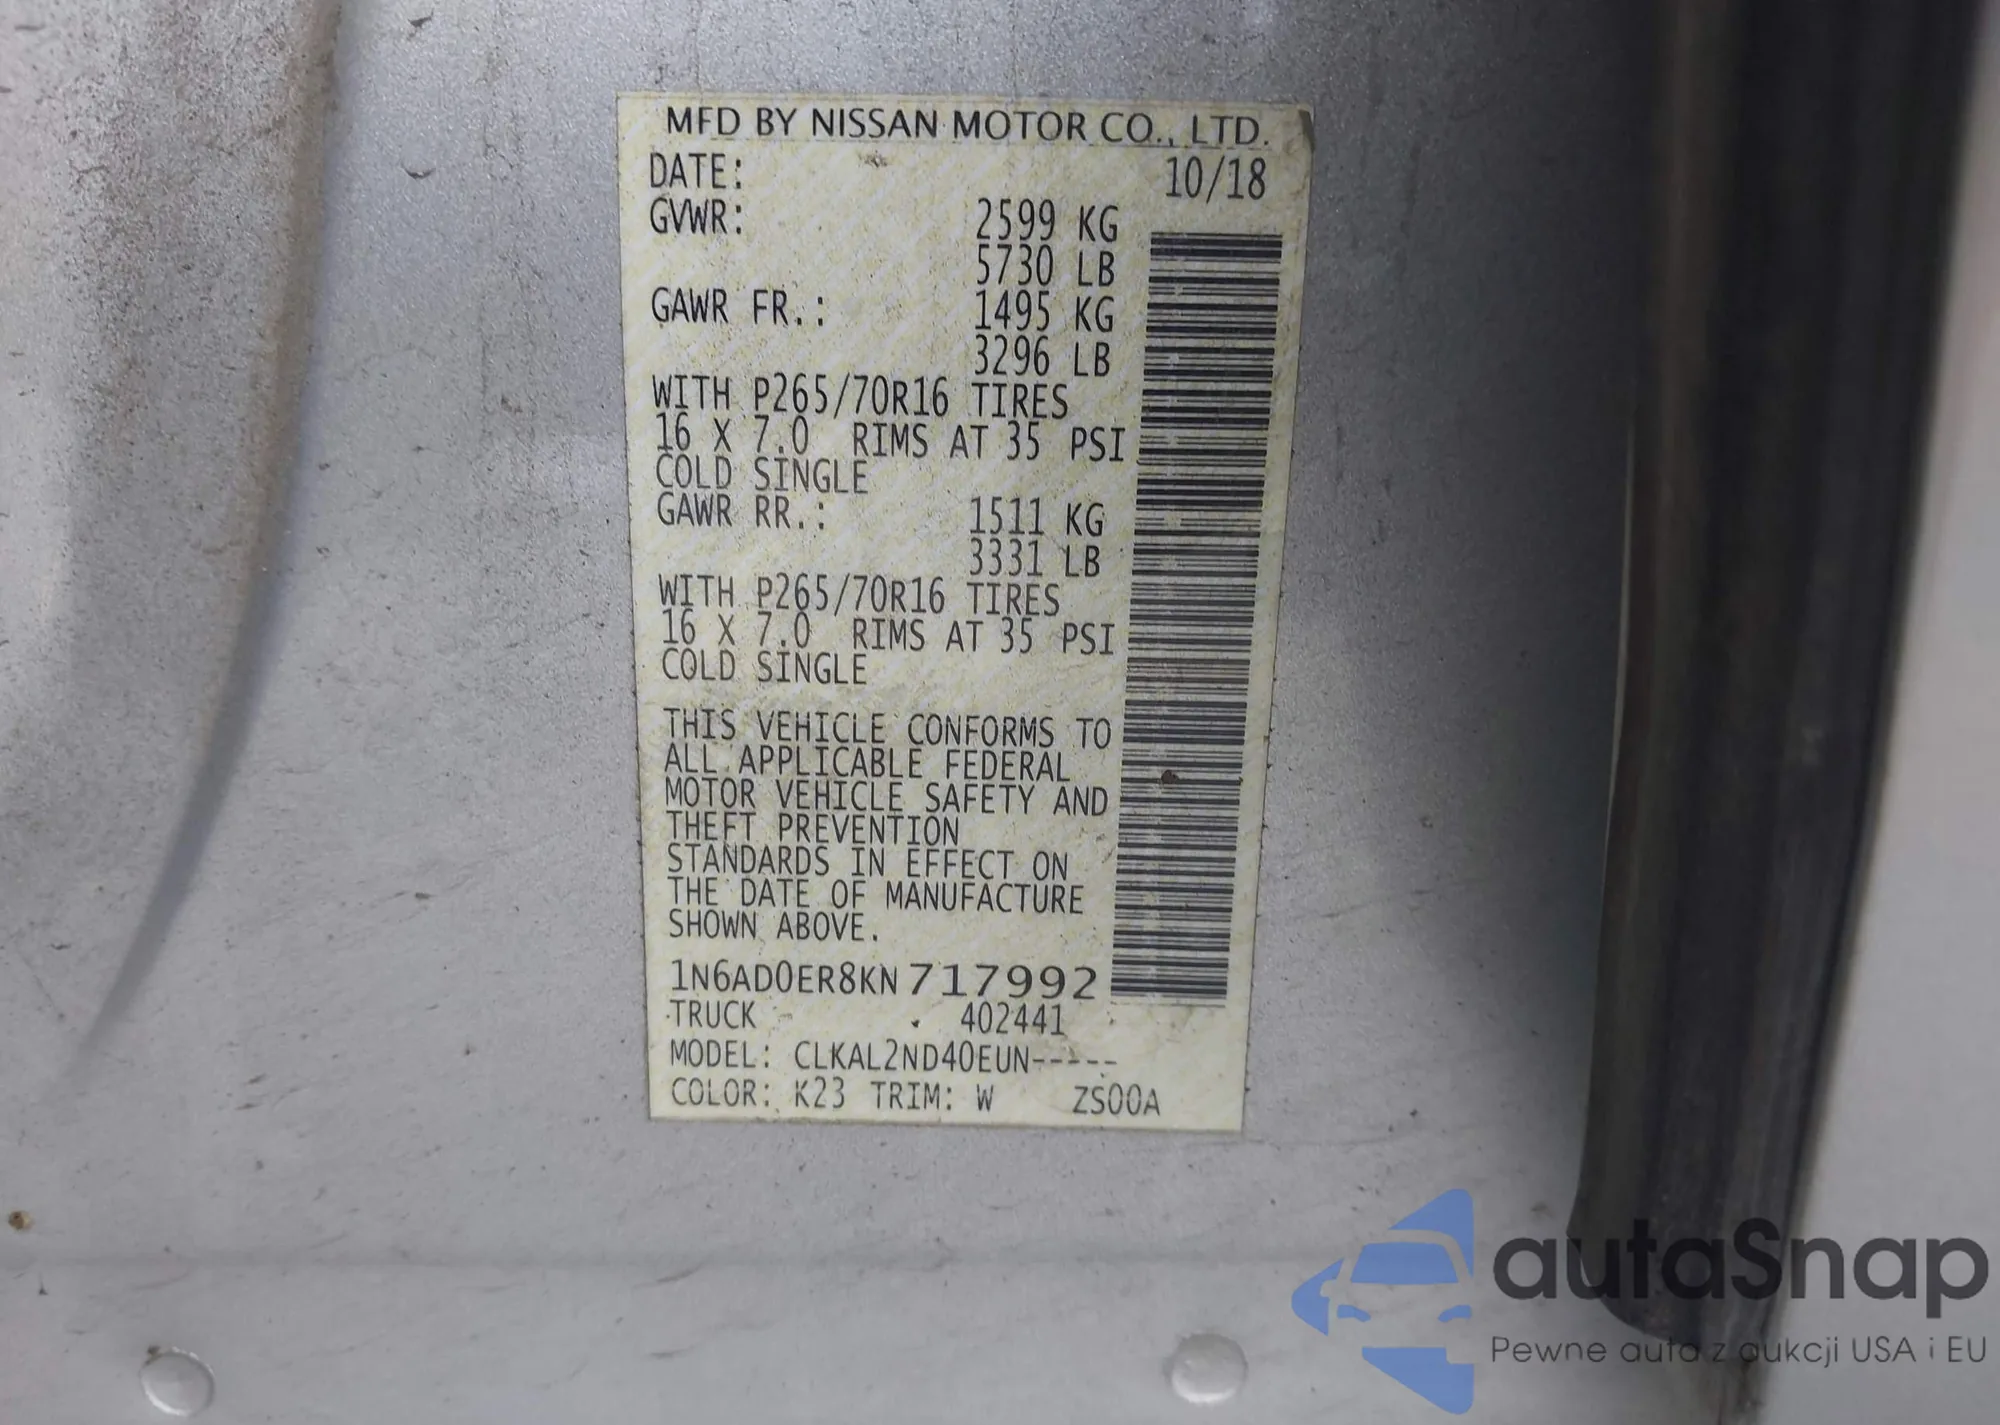 MFD BY NISSAN MOTOR CO., LTD.
DATE: 10/18
GVWR: 2599 KG
5730 LB
GAWR FR.: 1495 KG
3296 LB
WITH P265/70R16 TIRES
16 X 7.0 RIMS AT 35 PSI
COLD SINGLE
GAWR RR.: 1511 KG
3331 LB
WITH P265/70R16 TIRES
16 X 7.0 RIMS AT 35 PSI
COLD SINGLE
THIS VEHICLE CONFORMS TO
ALL APPLICABLE FEDERAL
MOTOR VEHICLE SAFETY AND
THEFT PREVENTION
STANDARDS IN EFFECT ON
THE DATE OF MANUFACTURE
SHOWN ABOVE.
1N6AD0ER8KN717992
TRUCK 402441
MODEL: CLKAL2ND40EUN-----
COLOR: K23 TRIM: W ZS00A
autaSnap
Pewne auta z aukcji USA i EU